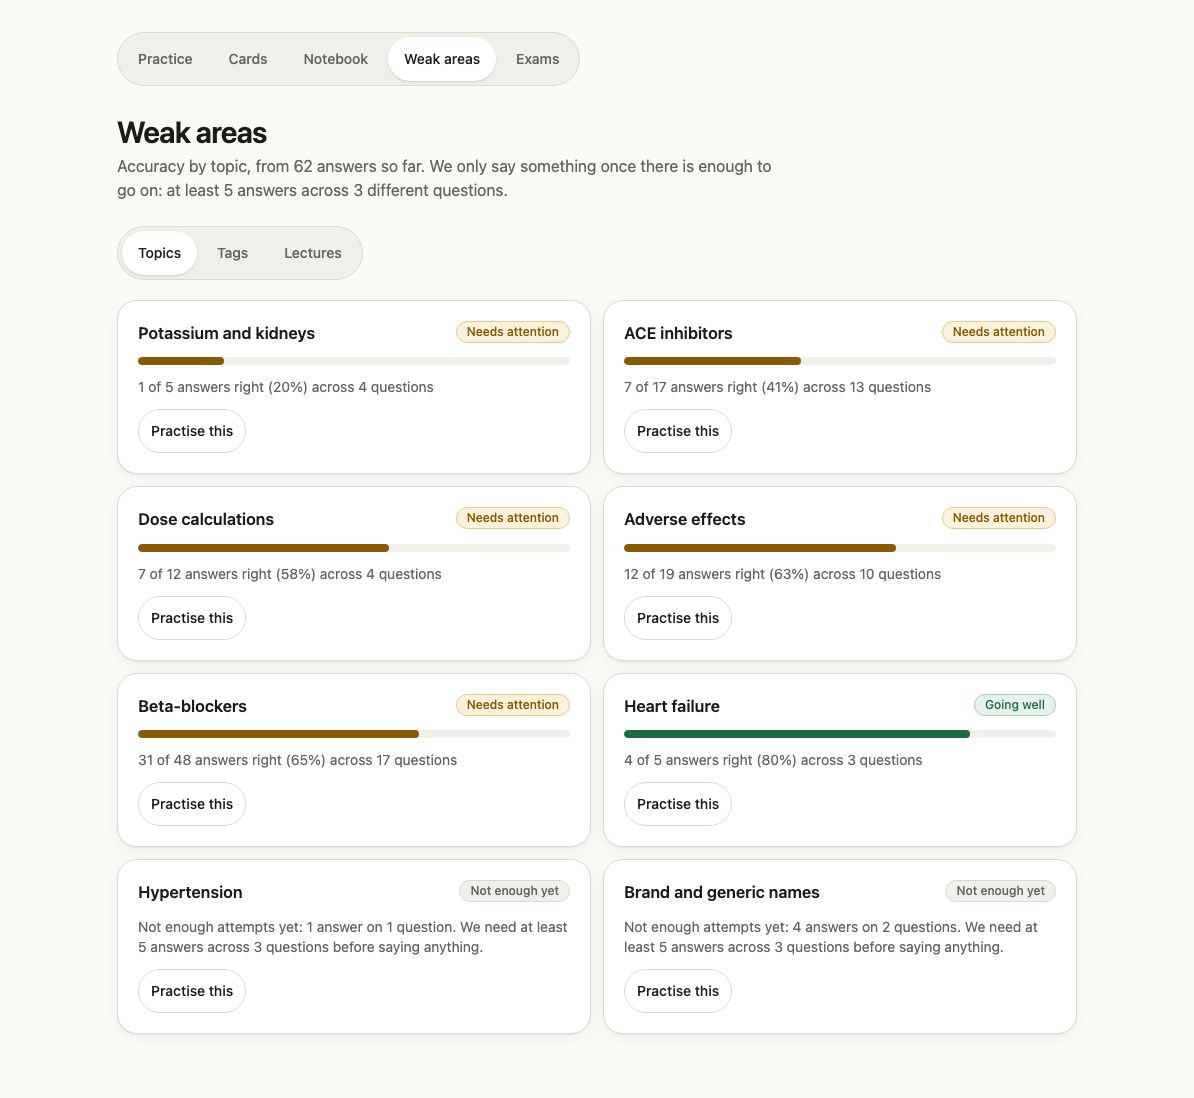 Practice
Cards
Notebook
Weak areas
Exams
Weak areas
Accuracy by topic, from 62 answers so far. We only say something once there is enough to
go on: at least 5 answers across 3 different questions.
Topics
Tags
Lectures
Potassium and kidneys
Needs attention
1 of 5 answers right (20%) across 4 questions
Practise this
ACE inhibitors
Needs attention
7 of 17 answers right (41%) across 13 questions
Practise this
Dose calculations
Needs attention
7 of 12 answers right (58%) across 4 questions
Practise this
Adverse effects
Needs attention
12 of 19 answers right (63%) across 10 questions
Practise this
Beta-blockers
Needs attention
31 of 48 answers right (65%) across 17 questions
Practise this
Heart failure
Going well
4 of 5 answers right (80%) across 3 questions
Practise this
Hypertension
Not enough yet
Not enough attempts yet: 1 answer on 1 question. We need at least
5 answers across 3 questions before saying anything.
Practise this
Brand and generic names
Not enough yet
Not enough attempts yet: 4 answers on 2 questions. We need at
least 5 answers across 3 questions before saying anything.
Practise this